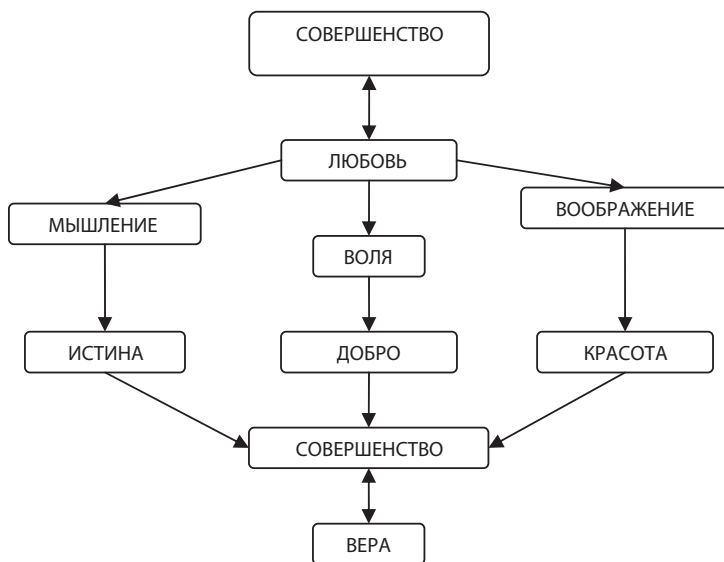 СОВЕРШЕНСТВО
ЛЮБОВЬ
МЫШЛЕНИЕ
ВОЛЯ
ВООБРАЖЕНИЕ
ИСТИНА
ДОБРО
КРАСОТА
СОВЕРШЕНСТВО
ВЕРА